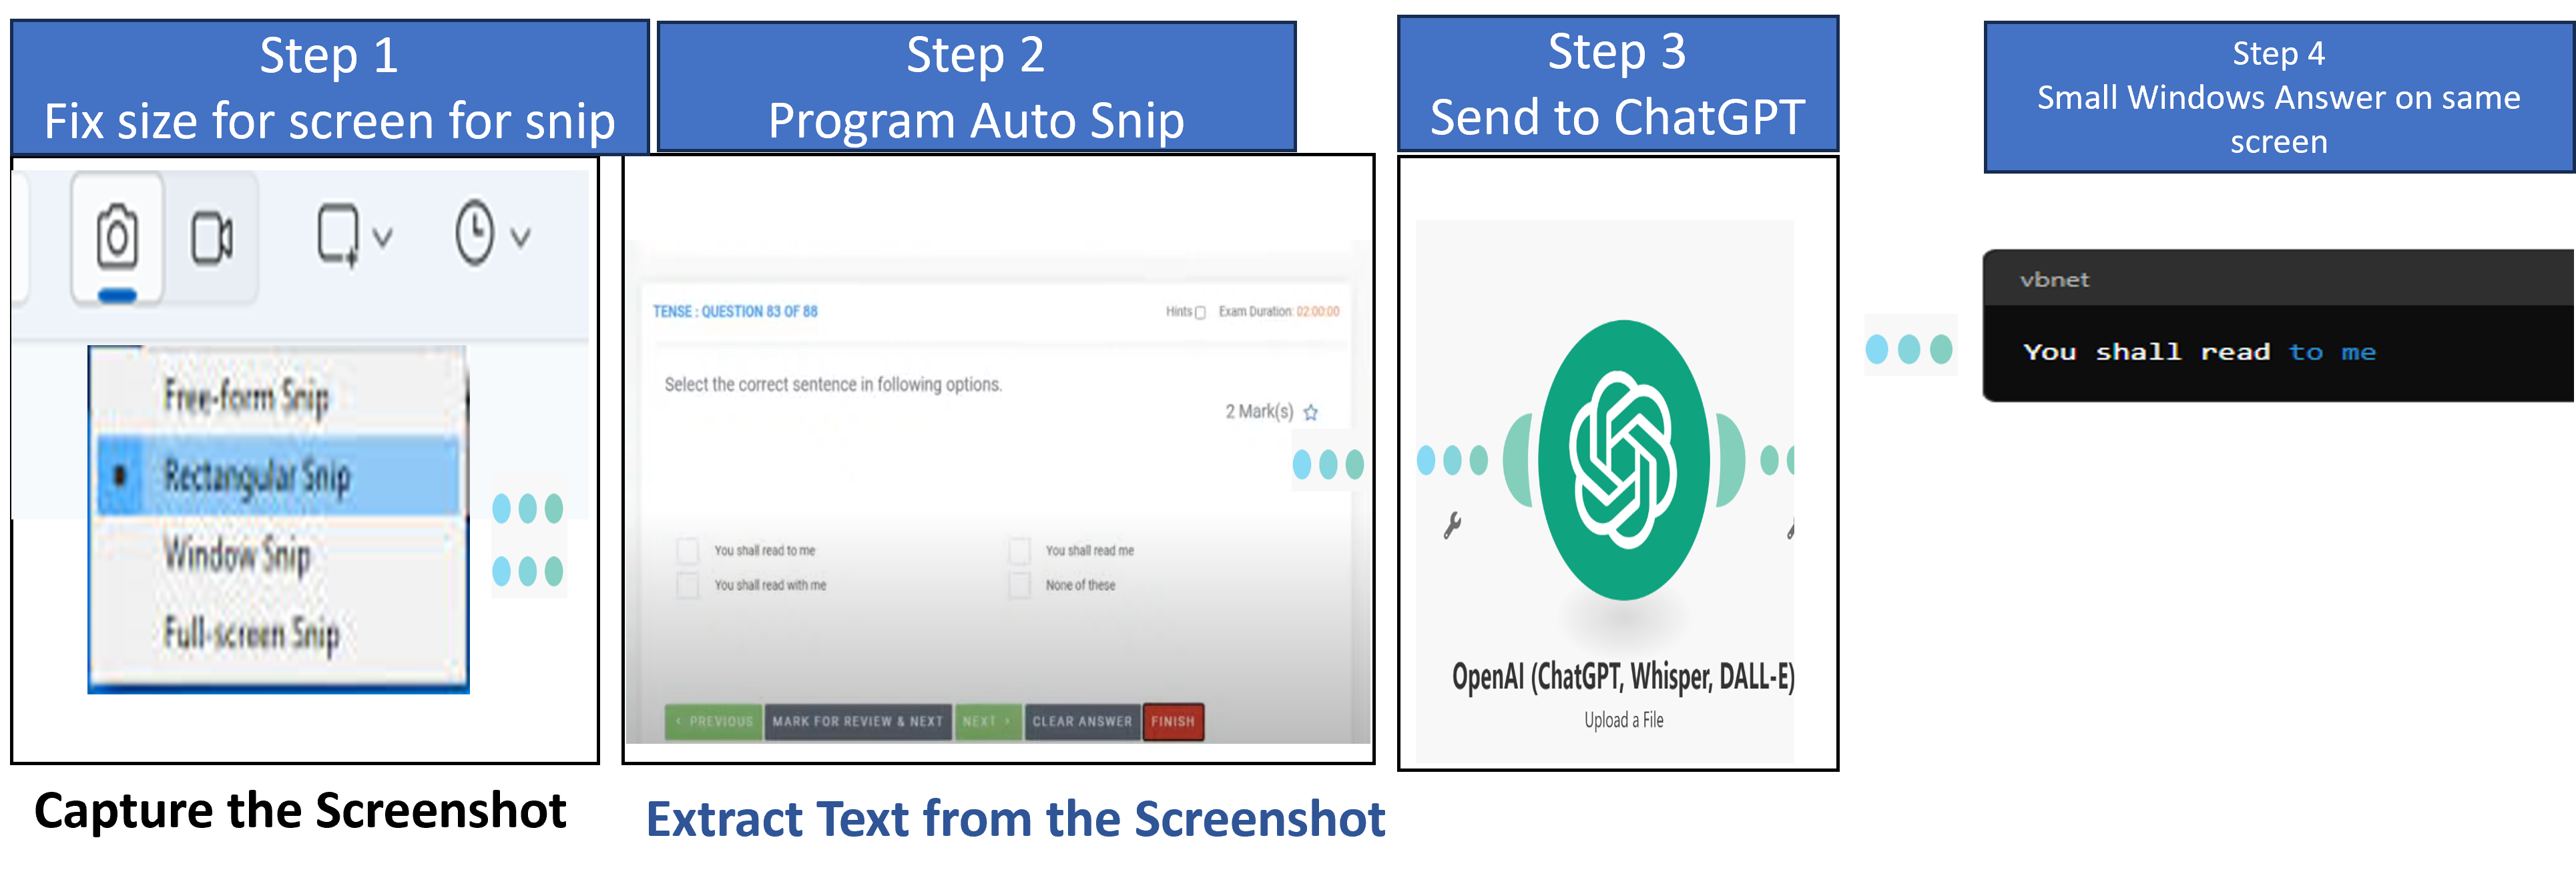 Step 1
Fix size for screen for snip
Step 2
Program Auto Snip
Step 3
Send to ChatGPT
Step 4
Small Windows Answer on same
screen
Free-form Snip
Rectangular Snip
Window Snip
Full-screen Snip
TENSE : QUESTION 83 OF 88
Hints
Exam Duration: 02:00:00
Select the correct sentence in following options.
2 Mark(s)
You shall read to me
You shall read me
You shall read with me
None of these
PREVIOUS
MARK FOR REVIEW & NEXT
NEXT
CLEAR ANSWER
FINISH
OpenAI (ChatGPT, Whisper, DALL-E)
Upload a File
vbnet
You shall read to me
Capture the Screenshot
Extract Text from the Screenshot